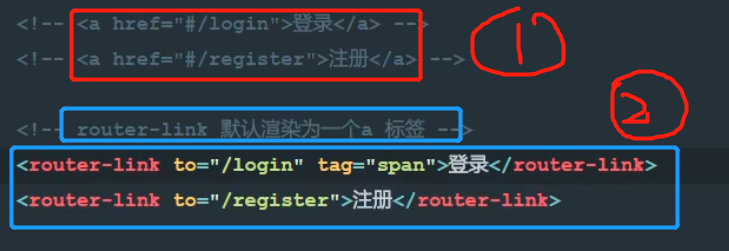 <!-- <a href="#/login">登录</a> -->
<!-- <a href="#/register">注册</a> -->
1
<!-- router-link 默认渲染为一个a 标签 -->
2
<router-link to="/login" tag="span">登录</router-link>
<router-link to="/register">注册</router-link>